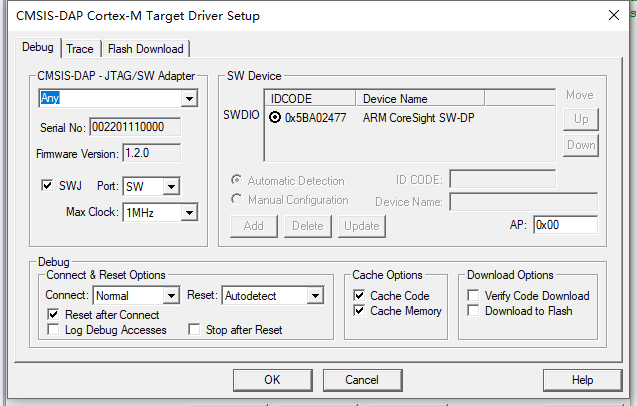 CMSIS-DAP Cortex-M Target Driver Setup
Debug Trace Flash Download
CMSIS-DAP - JTAG/SW Adapter
Any
Serial No: 002201110000
Firmware Version: 1.2.0
SWJ Port: SW
Max Clock: 1MHz
SW Device
IDCODE Device Name Move
SWDIO 0x5BA02477 ARM CoreSight SW-DP Up
Down
Automatic Detection ID CODE:
Manual Configuration Device Name:
Add Delete Update AP: 0x00
Debug
Connect & Reset Options
Connect: Normal Reset: Autodetect
Reset after Connect
Log Debug Accesses Stop after Reset
Cache Options
Cache Code
Cache Memory
Download Options
Verify Code Download
Download to Flash
OK Cancel Help